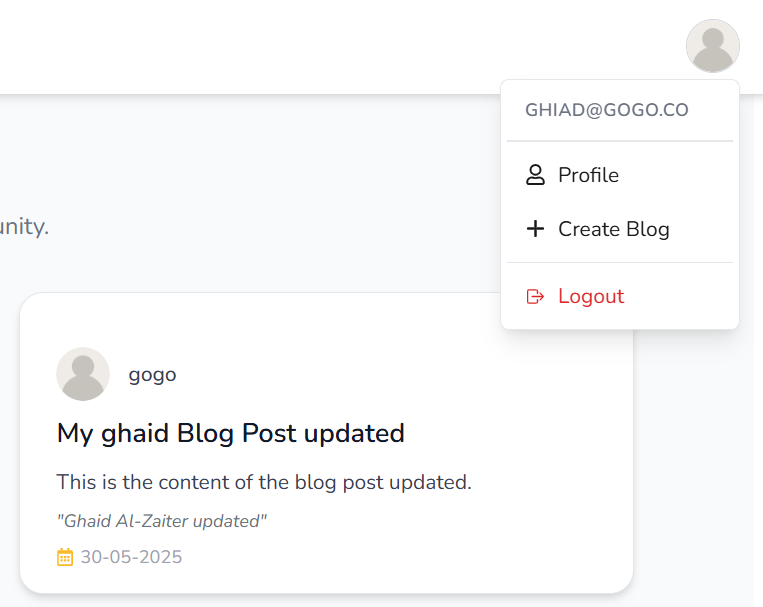 GHIAD@GOGO.CO
Profile
Create Blog
Logout
unity.
gogo
My ghaid Blog Post updated
This is the content of the blog post updated.
"Ghaid Al-Zaiter updated"
30-05-2025